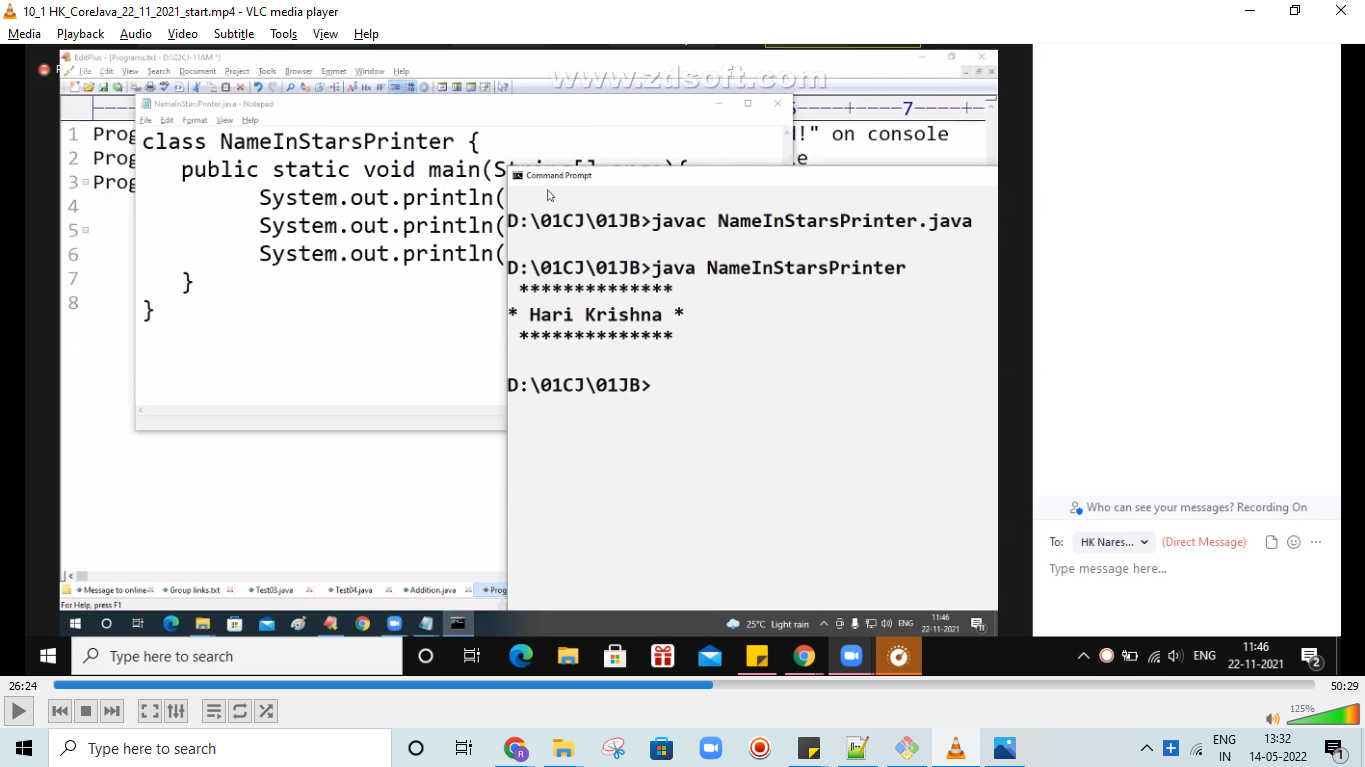 10_1 HK_CoreJava_22_11_2021_start.mp4 - VLC media player
Media Playback Audio Video Subtitle Tools View Help
EditPlus - [Programs.txt - D:\02CJ-11AM *]
File Edit View Search Document Project Tools Browser Emmet Window Help
www.zdsoft.com
NameInStarsPrinter.java - Notepad
7
File Edit Format View Help
1 Prog d!" on console
2 Prog le
3 Prog
4
5
6
7
8
class NameInStarsPrinter {
public static void main(String[] args){
System.out.println(
System.out.println(
System.out.println(
}
}
Command Prompt
D:\01CJ\01JB>javac NameInStarsPrinter.java
D:\01CJ\01JB>java NameInStarsPrinter
**************
* Hari Krishna *
**************
D:\01CJ\01JB>
Who can see your messages? Recording On
To: HK Nares... (Direct Message) ...
Type message here...
Message to online Group links.txt Test03.java Test04.java Addition.java Prog
For Help, press F1
25°C Light rain ENG 11:46
22-11-2021
Type here to search ENG 11:46
22-11-2021 2
26:24 50:29
125%
Type here to search ENG 13:32
IN 14-05-2022 1